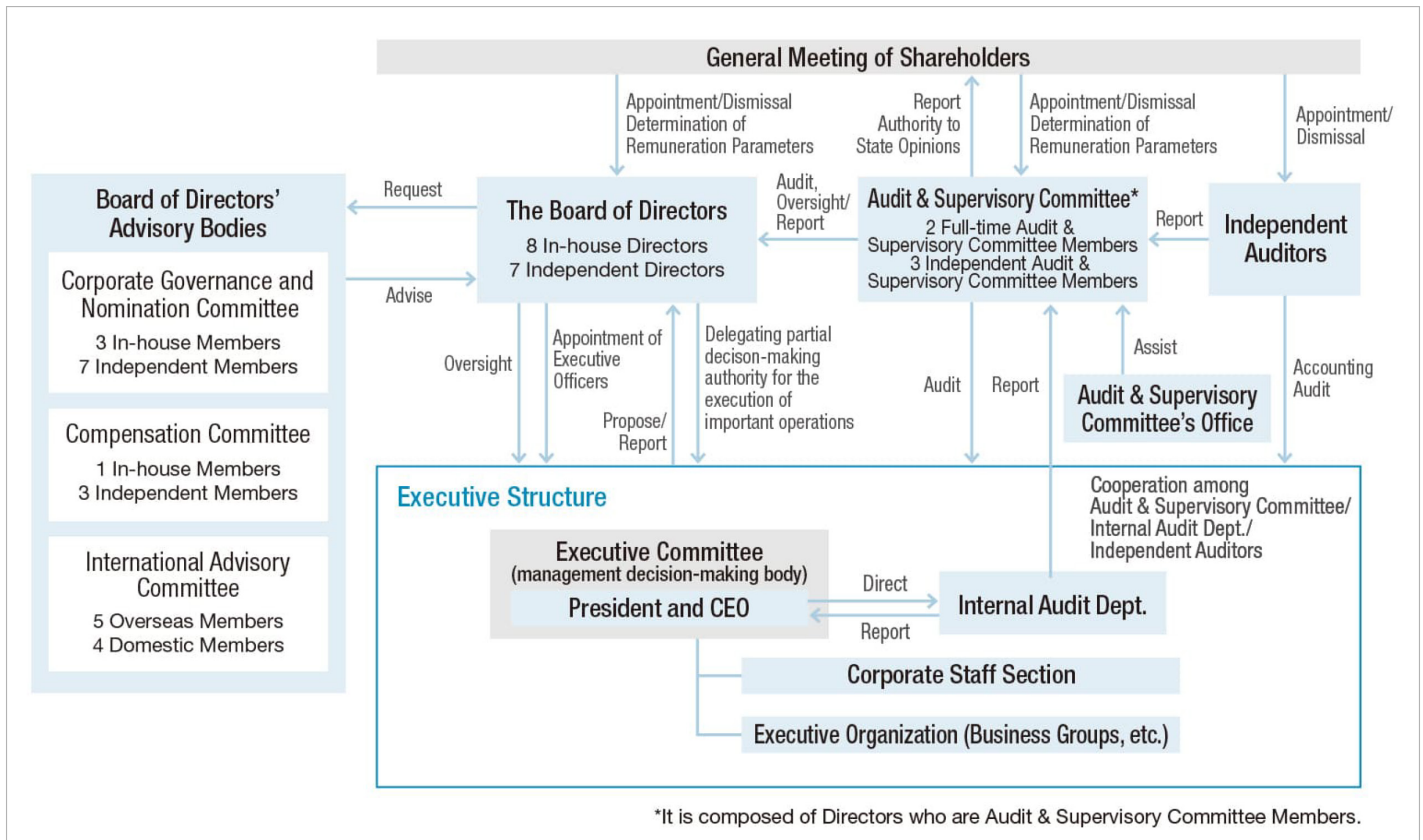 General Meeting of Shareholders
Appointment/Dismissal
Determination of
Remuneration Parameters
Report
Authority to
State Opinions
Appointment/Dismissal
Determination of
Remuneration Parameters
Appointment/
Dismissal
Board of Directors’
Advisory Bodies
Corporate Governance and
Nomination Committee
3 In-house Members
7 Independent Members
Compensation Committee
1 In-house Members
3 Independent Members
International Advisory
Committee
5 Overseas Members
4 Domestic Members
Request
Advise
The Board of Directors
8 In-house Directors
7 Independent Directors
Audit,
Oversight/
Report
Audit & Supervisory Committee*
2 Full-time Audit &
Supervisory Committee Members
3 Independent Audit &
Supervisory Committee Members
Report
Independent
Auditors
Oversight
Appointment of
Executive
Officers
Propose/
Report
Delegating partial
decison-making
authority for the
execution of
important operations
Audit
Report
Assist
Audit & Supervisory
Committee’s Office
Accounting
Audit
Executive Structure
Cooperation among
Audit & Supervisory Committee/
Internal Audit Dept./
Independent Auditors
Executive Committee
(management decision-making body)
President and CEO
Direct
Report
Internal Audit Dept.
Corporate Staff Section
Executive Organization (Business Groups, etc.)
*It is composed of Directors who are Audit & Supervisory Committee Members.